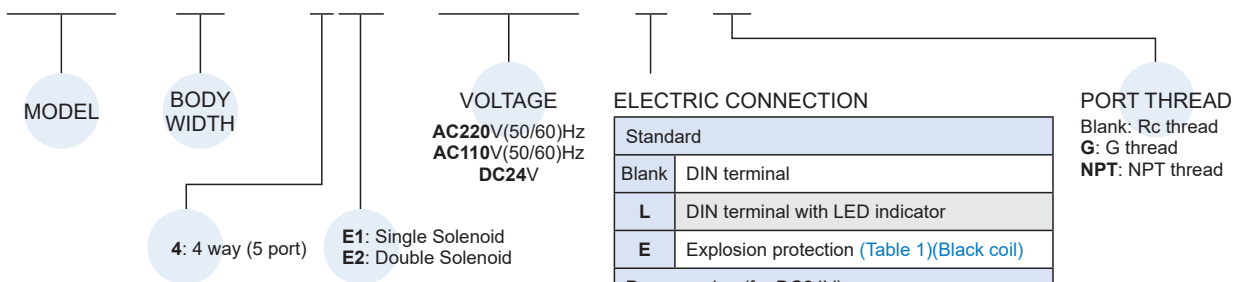 MODEL
BODY
WIDTH
VOLTAGE
AC220V(50/60)Hz
AC110V(50/60)Hz
DC24V
ELECTRIC CONNECTION
Standard
Blank DIN terminal
L DIN terminal with LED indicator
E Explosion protection (Table 1)(Black coil)
PORT THREAD
Blank: Rc thread
G: G thread
NPT: NPT thread
4: 4 way (5 port)
E1: Single Solenoid
E2: Double Solenoid